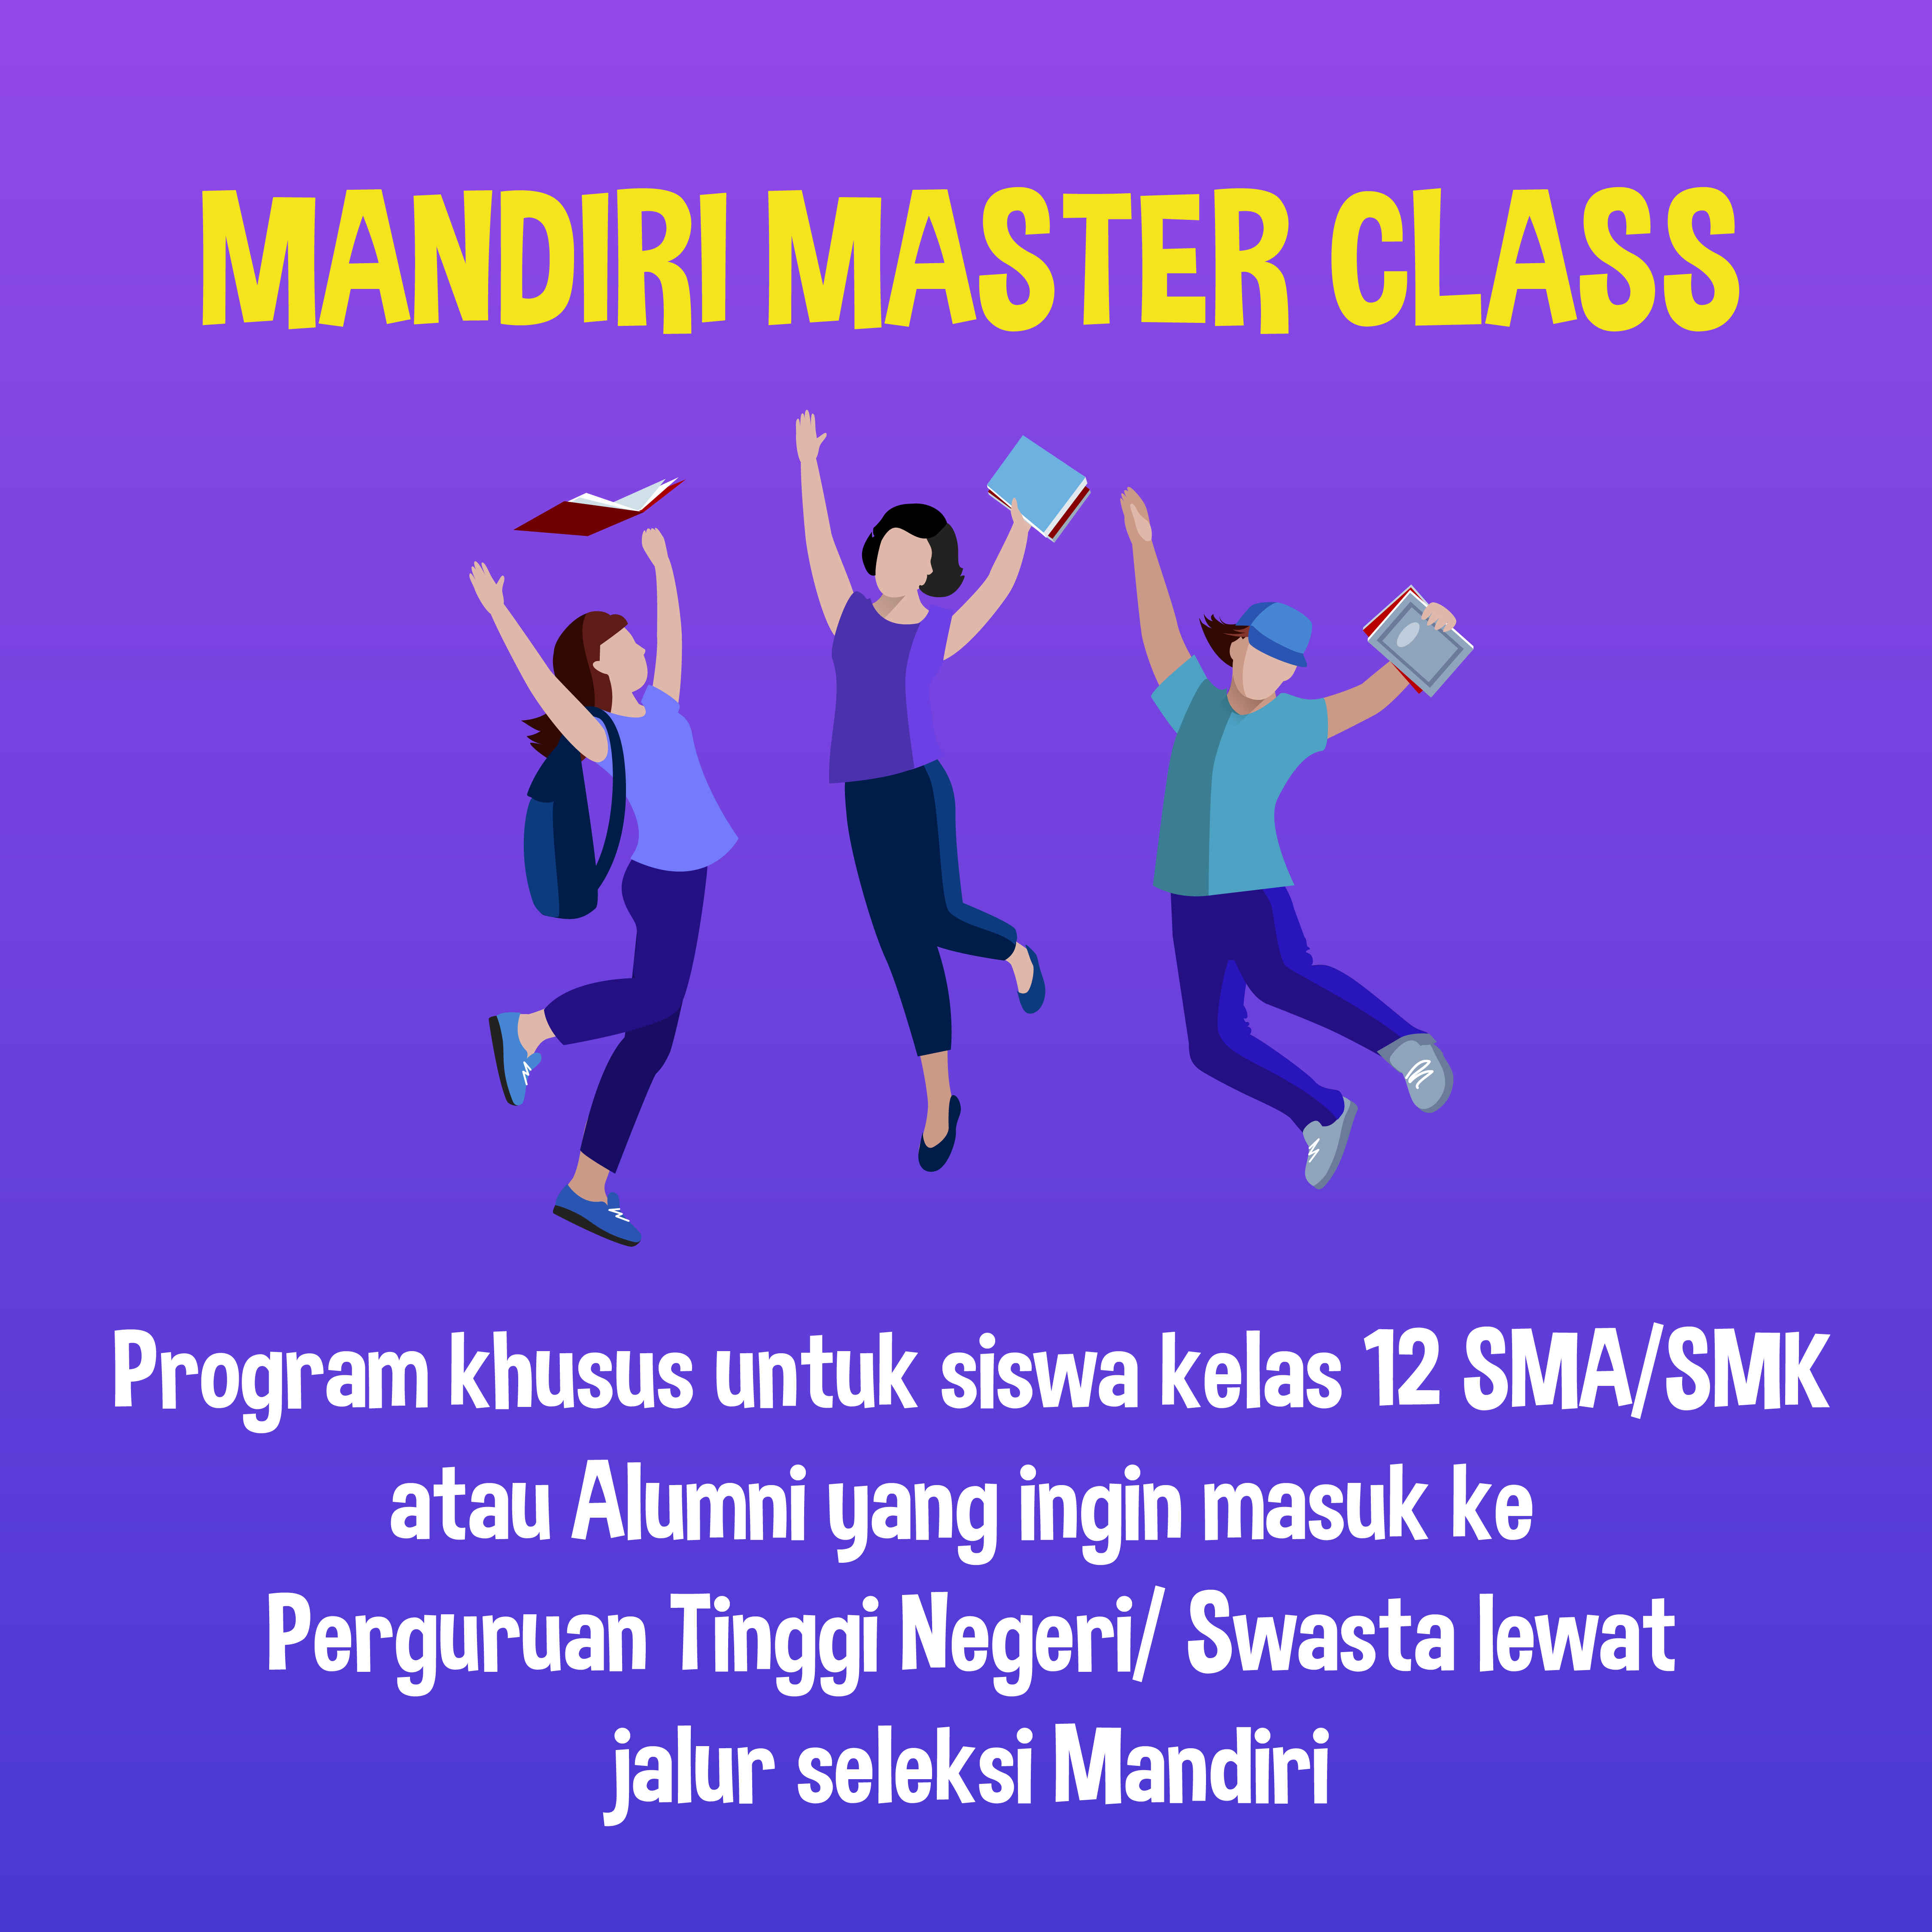 MANDIRI MASTER CLASS
Program khusus untuk siswa kelas 12 SMA/SMK
atau Alumni yang ingin masuk ke
Perguruan Tinggi Negeri/ Swasta lewat
jalur seleksi Mandiri